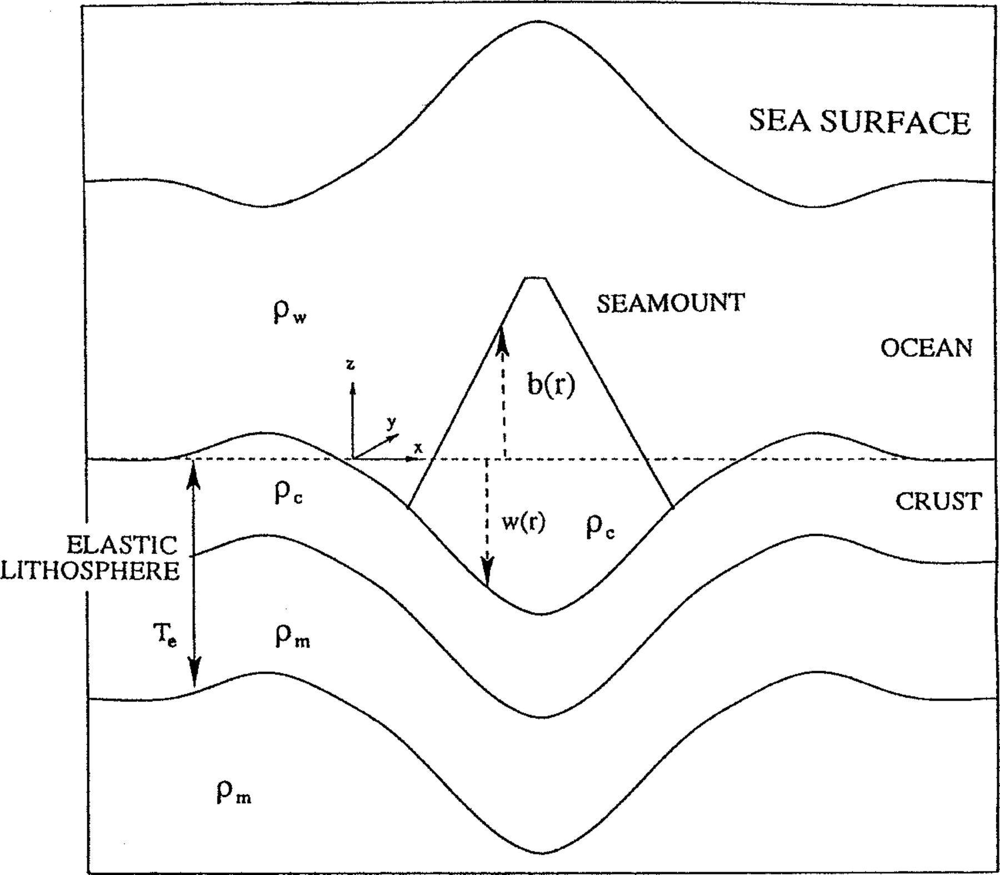 SEA SURFACE
SEAMOUNT
ρw
OCEAN
z
b(r)
y
x
ρc
CRUST
w(r)
ρc
ELASTIC
LITHOSPHERE
Te
ρm
ρm